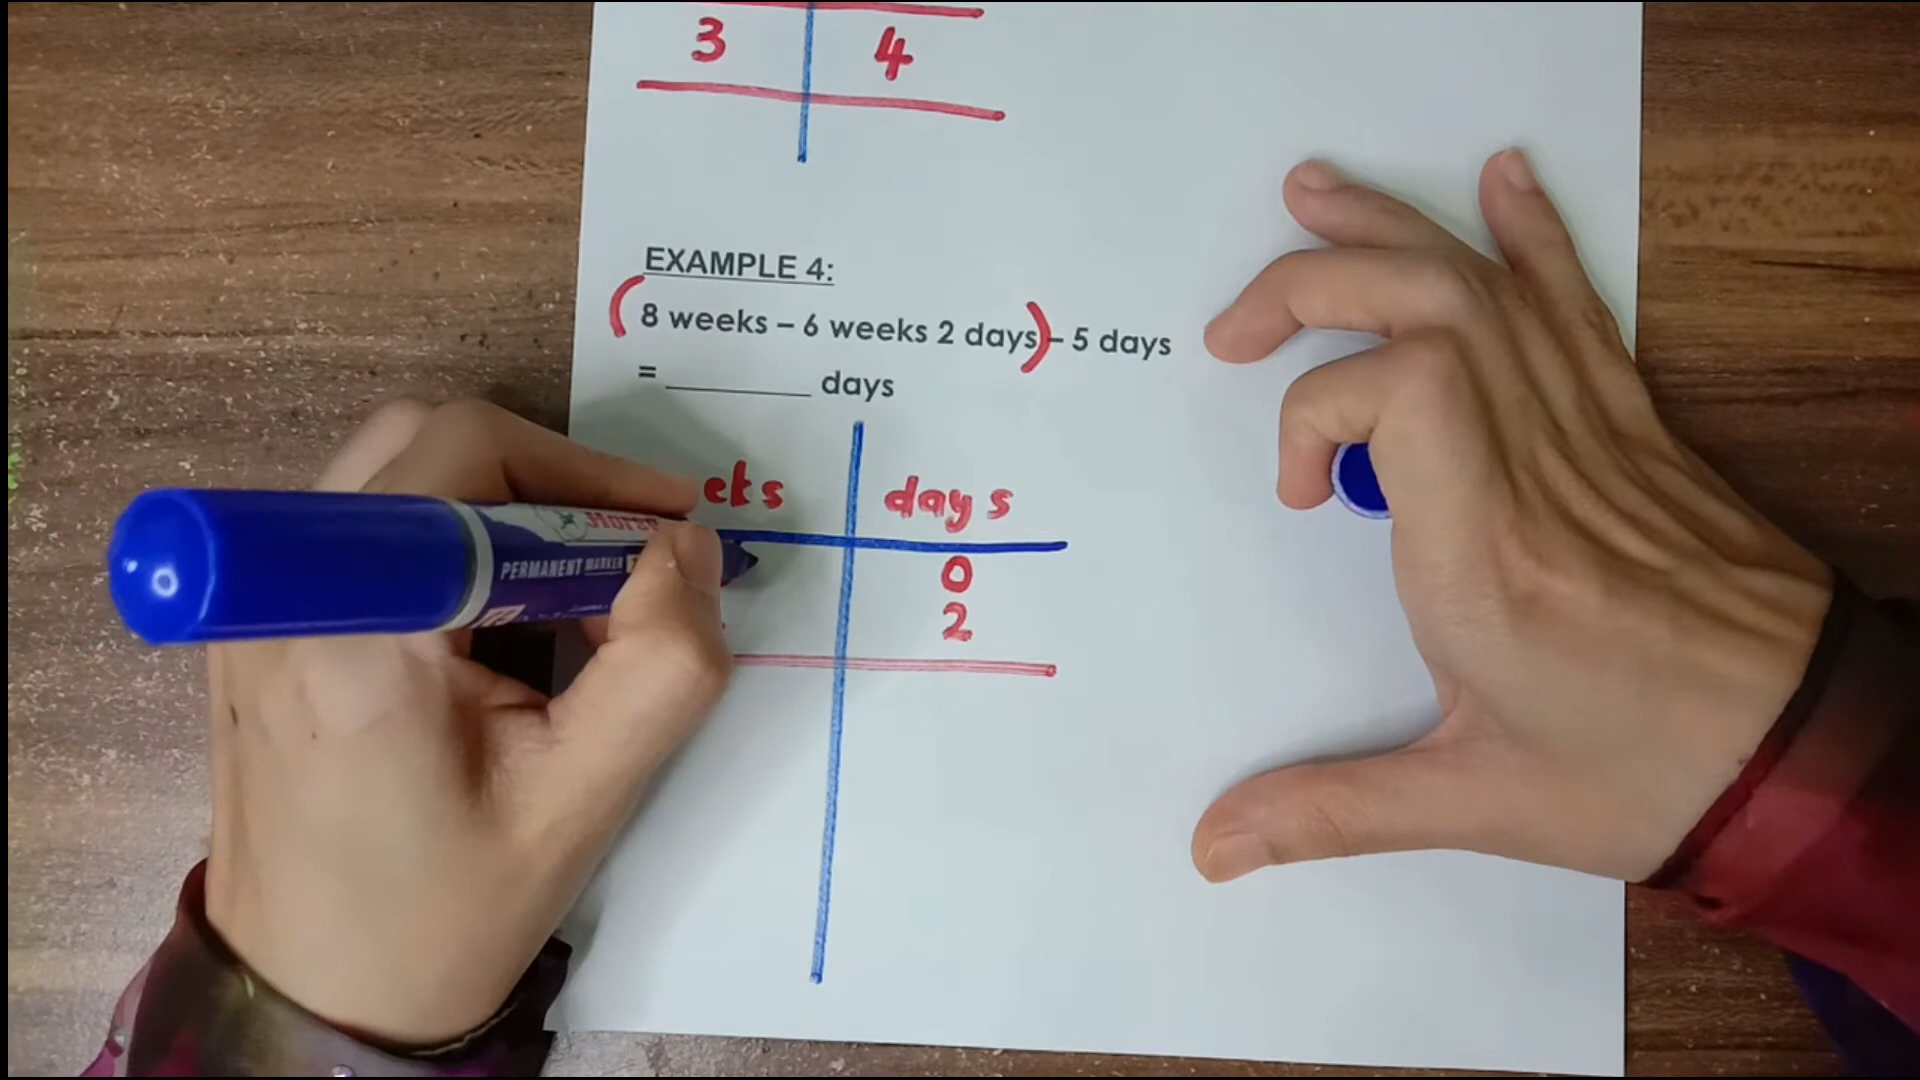 3 4
EXAMPLE 4:
(8 weeks – 6 weeks 2 days) – 5 days
= ________ days
days
0
2
PERMANENT MARKER